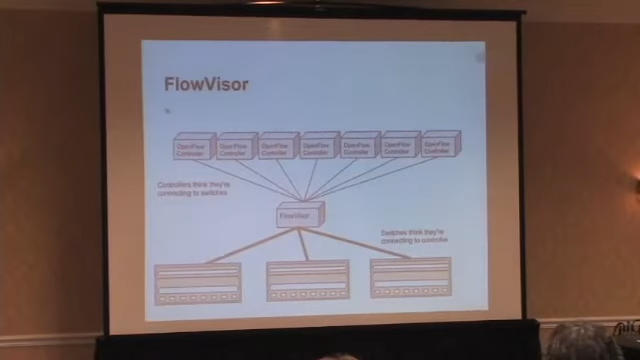 FlowVisor
OpenFlow
Controller
OpenFlow
Controller
OpenFlow
Controller
OpenFlow
Controller
OpenFlow
Controller
OpenFlow
Controller
OpenFlow
Controller
Controllers think they're
connecting to switches
FlowVisor
Switches think they're
connecting to controller